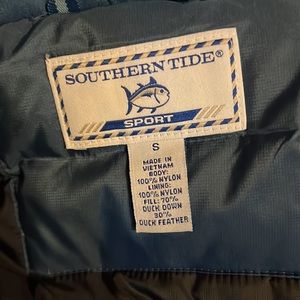 SOUTHERN TIDE®
SPORT
S
MADE IN
VIETNAM
BODY:
100% NYLON
LINING:
100% NYLON
FILL: 70%
DUCK DOWN
30%
DUCK FEATHER